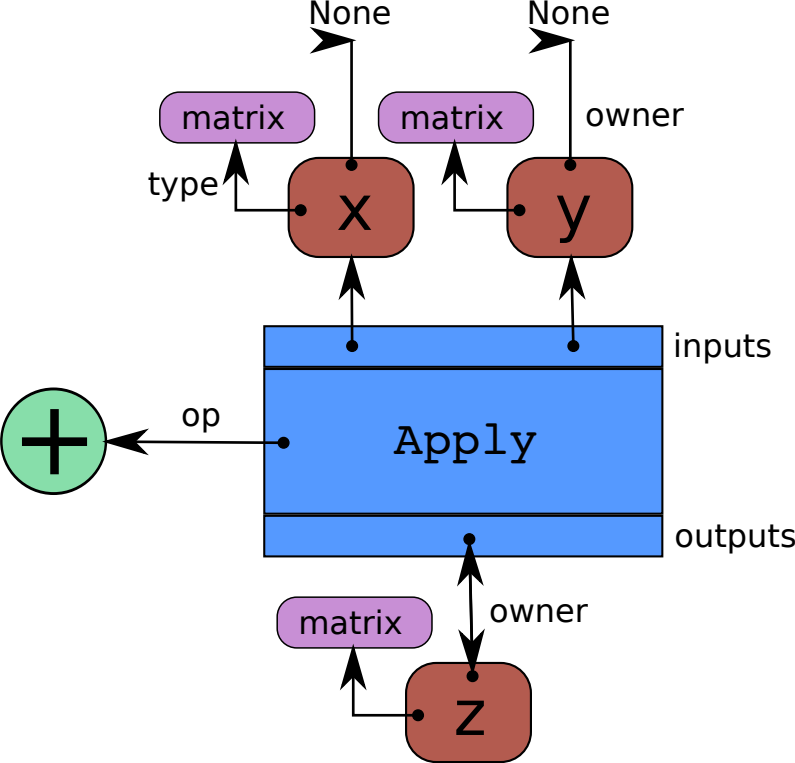 None
None
matrix
matrix
owner
type
x
y
inputs
op
+
Apply
outputs
owner
matrix
z